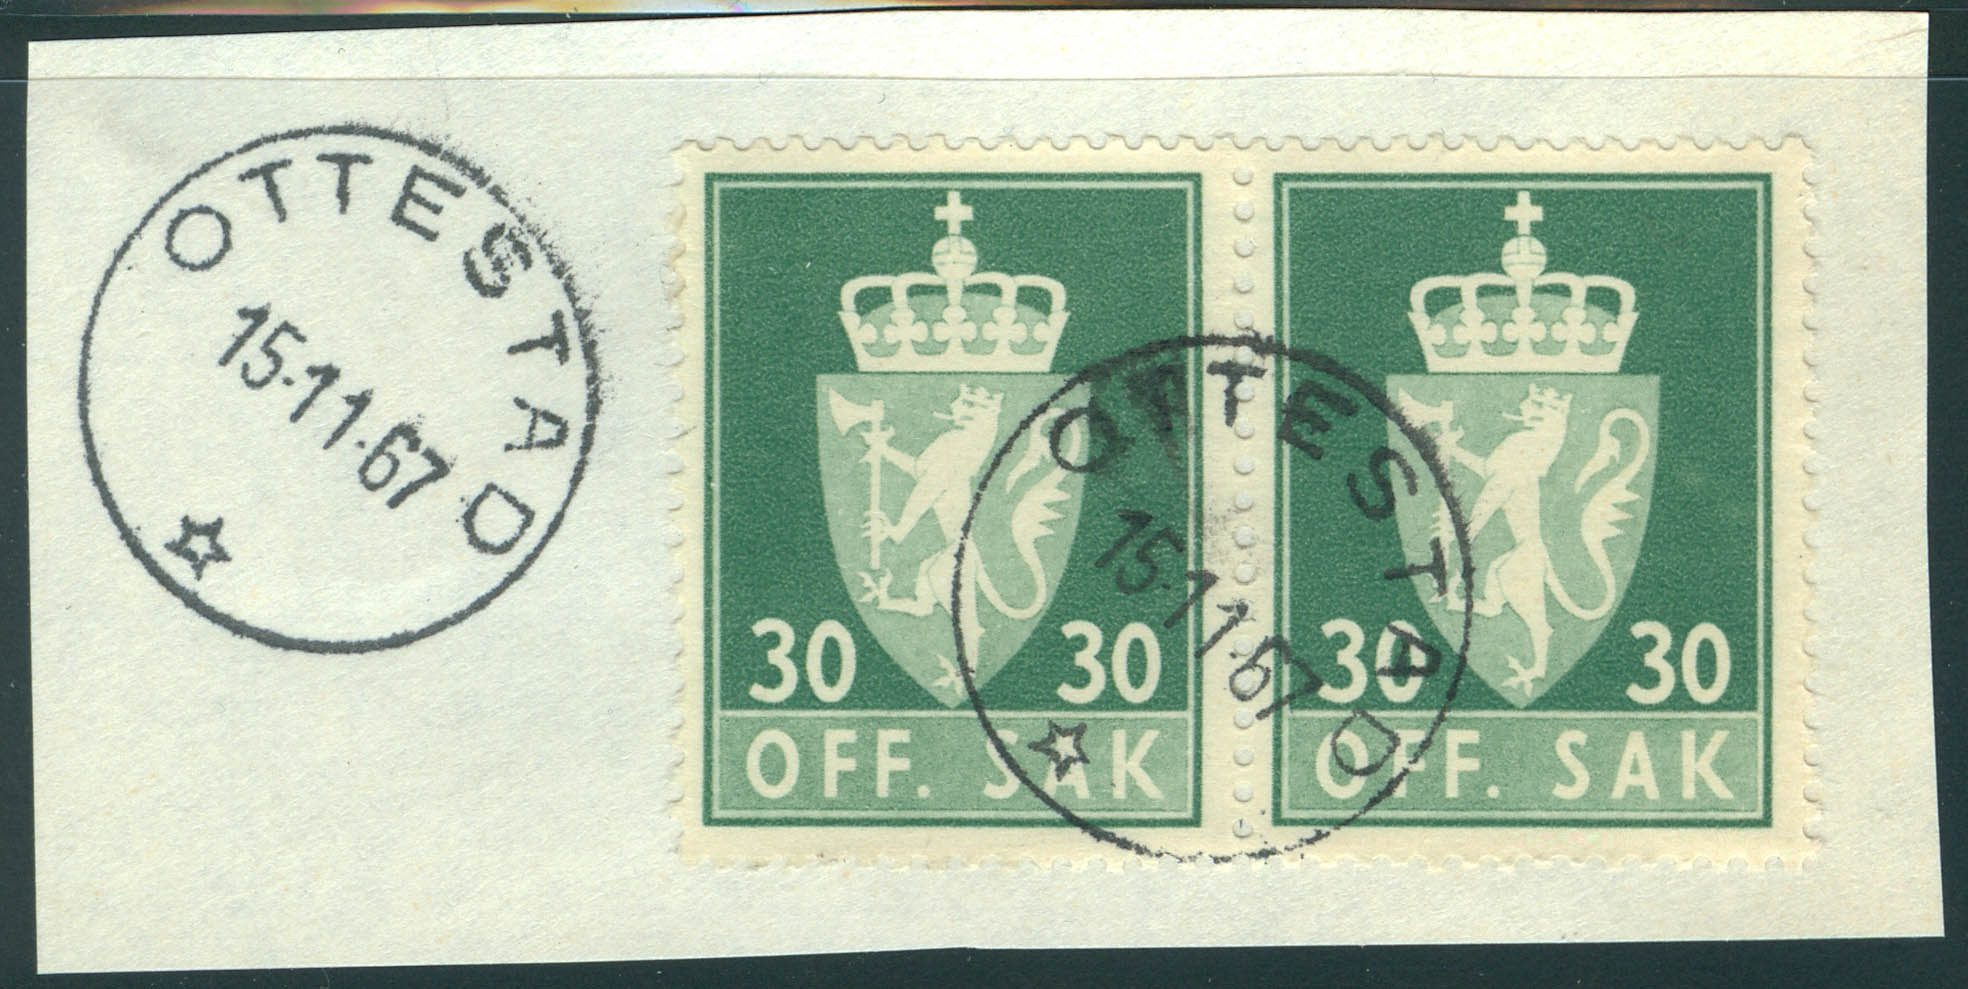 OTTESTAD
15-11-67
30 30
OFF. SAK
30 30
OFF. SAK
OTTESTAD
15-11-67